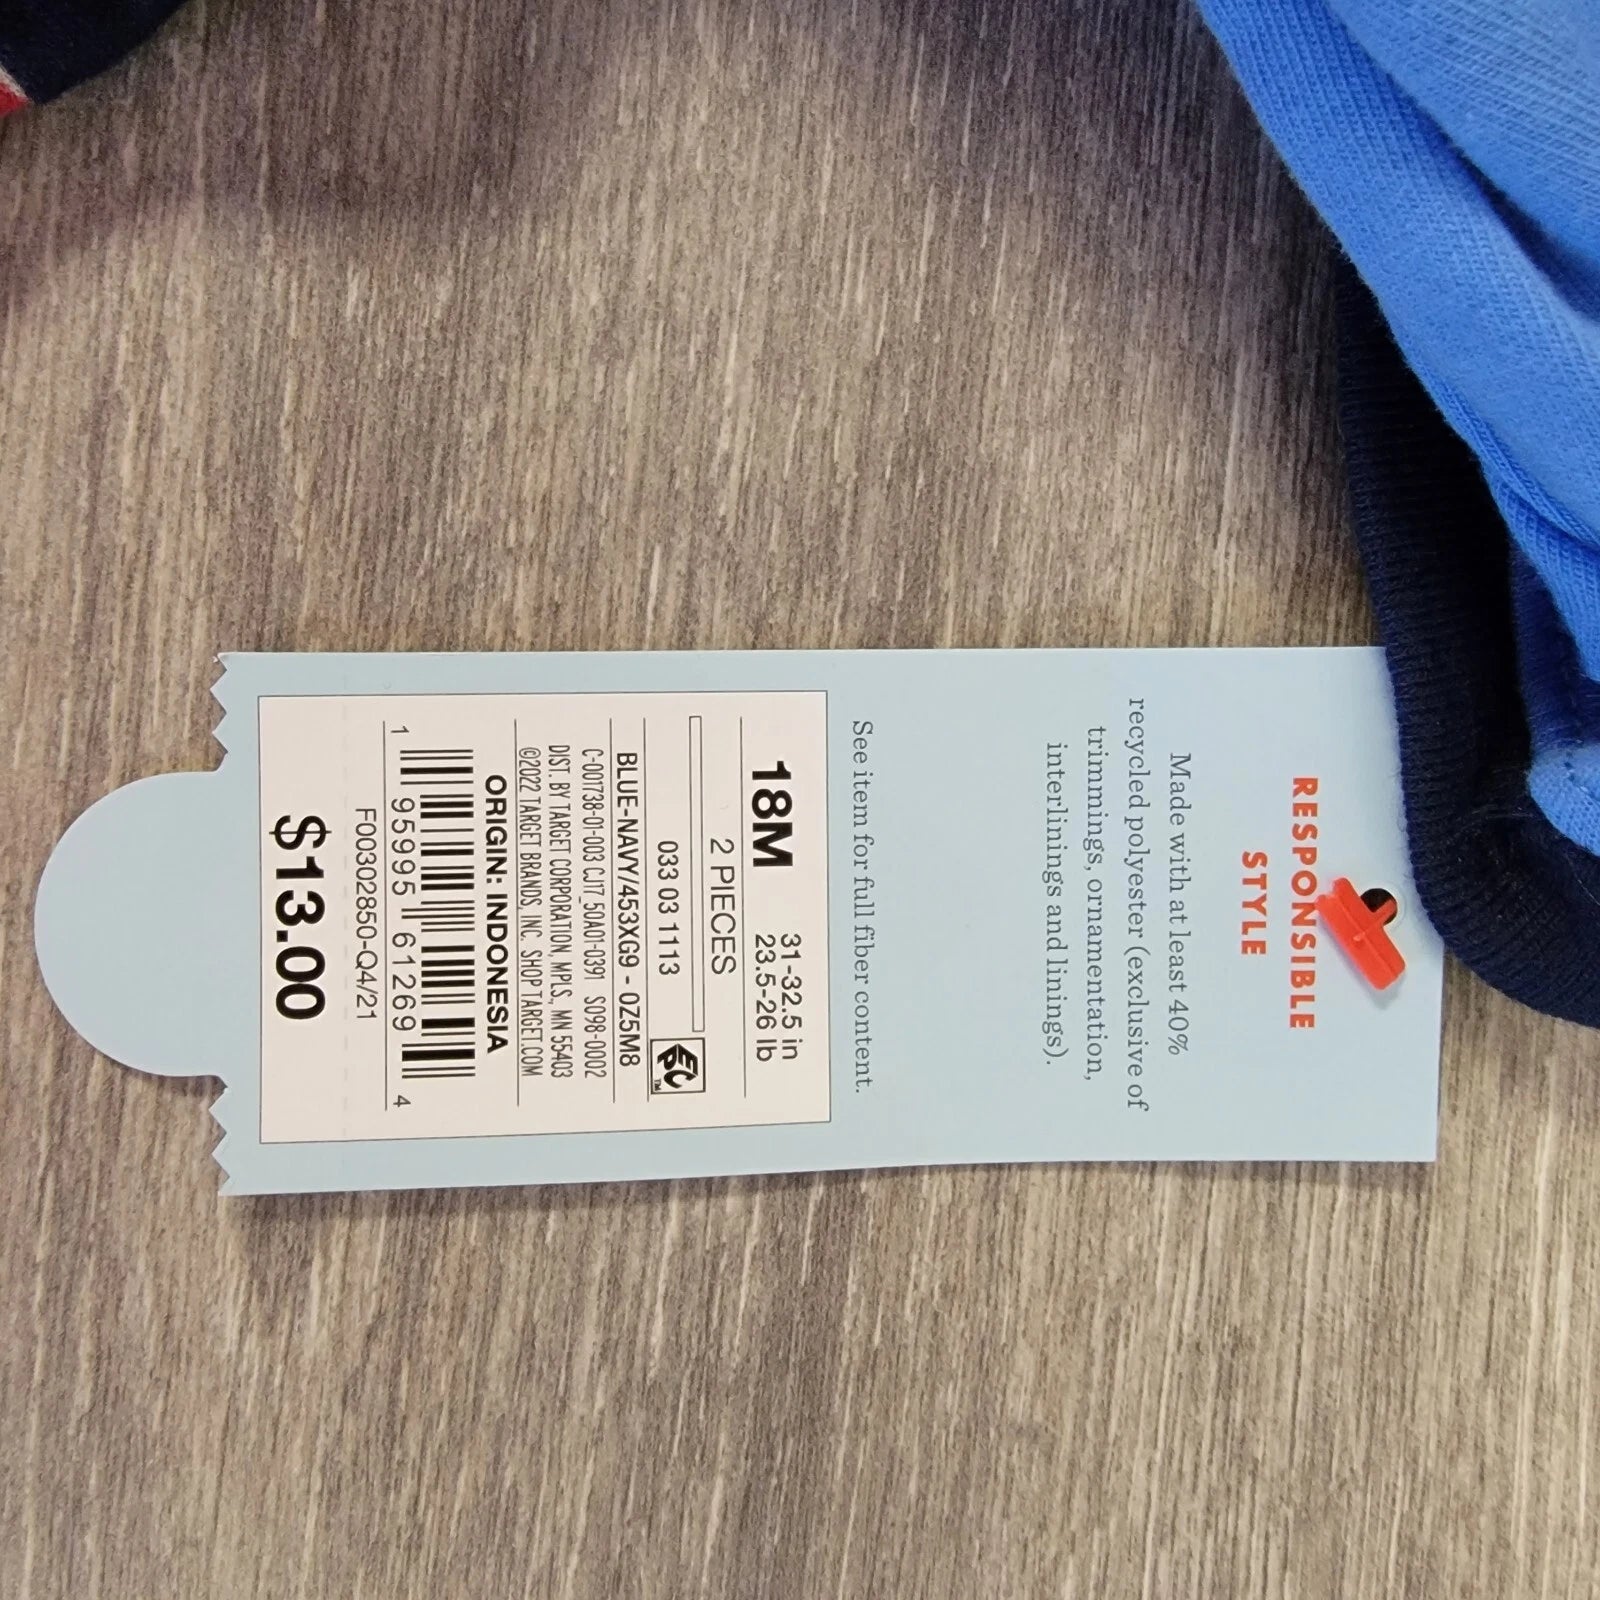 RESPONSIBLE
STYLE
Made with at least 40%
recycled polyester (exclusive of
trimmings, ornamentation,
interlinings and linings).
See item for full fiber content.
18M 31-32.5 in
23.5-26 lb
2 PIECES
033 03 1113
EPC™
BLUE-NAVY/453XG9 - 0Z5M8
C-001738-01-003 CJ17_50A01-0391 S098-0002
DIST. BY TARGET CORPORATION, MPLS., MN 55403
©2022 TARGET BRANDS, INC. SHOP TARGET.COM
ORIGIN: INDONESIA
1 95995 61269 4
F00302850-Q4/21
$13.00